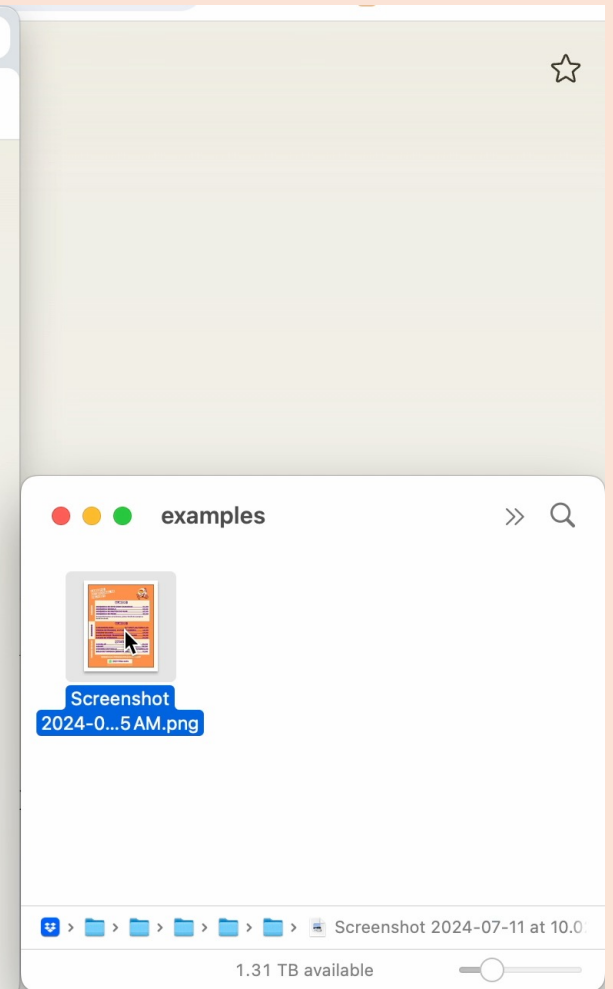 examples
Screenshot
2024-0...5 AM.png
Screenshot 2024-07-11 at 10.0
1.31 TB available